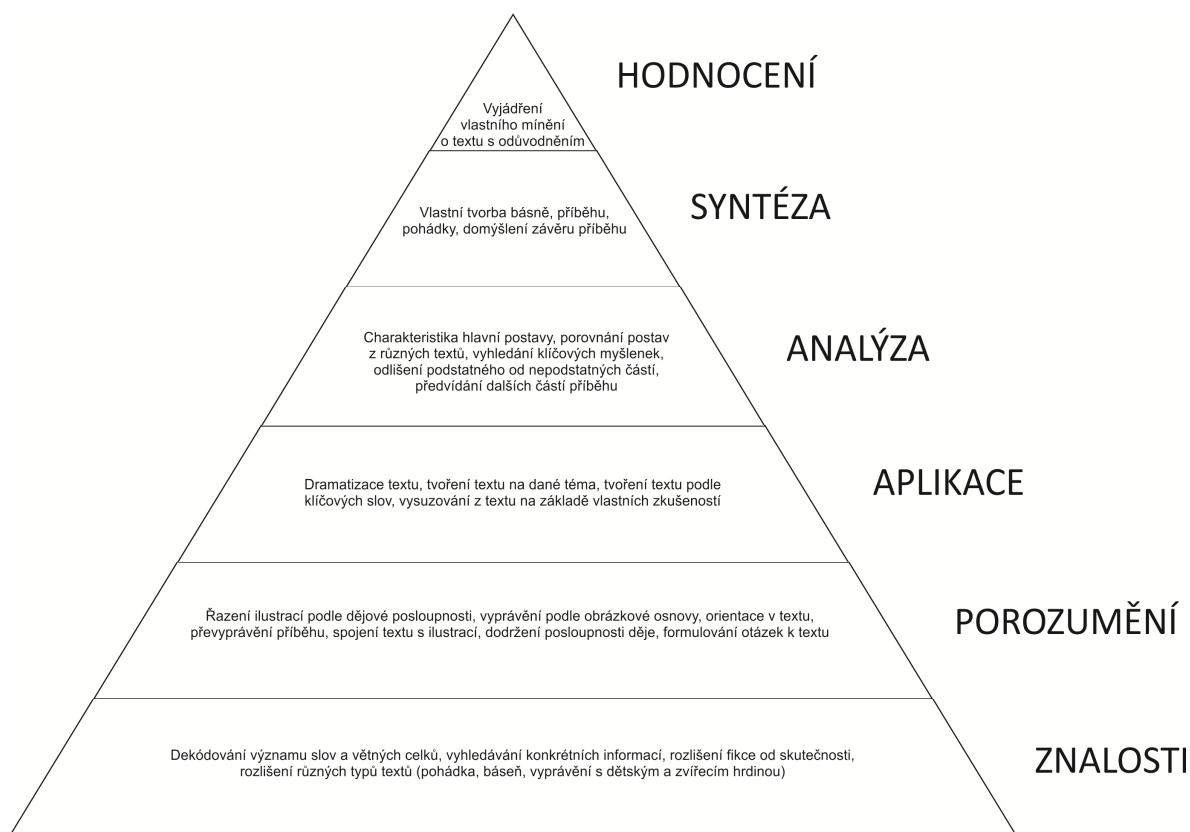 HODNOCENÍ
Vyjádření
vlastního mínění
o textu s odůvodněním
SYNTÉZA
Vlastní tvorba básně, příběhu,
pohádky, domýšlení závěru příběhu
ANALÝZA
Charakteristika hlavní postavy, porovnání postav
z různých textů, vyhledání klíčových myšlenek,
odlišení podstatného od nepodstatných částí,
předvídání dalších částí příběhu
APLIKACE
Dramatizace textu, tvoření textu na dané téma, tvoření textu podle
klíčových slov, vysuzování z textu na základě vlastních zkušeností
POROZUMĚNÍ
Řazení ilustrací podle dějové posloupnosti, vyprávění podle obrázkové osnovy, orientace v textu,
převyprávění příběhu, spojení textu s ilustrací, dodržení posloupnosti děje, formulování otázek k textu
ZNALOSTI
Dekódování významu slov a větných celků, vyhledávání konkrétních informací, rozlišení fikce od skutečnosti,
rozlišení různých typů textů (pohádka, báseň, vyprávění s dětským a zvířecím hrdinou)